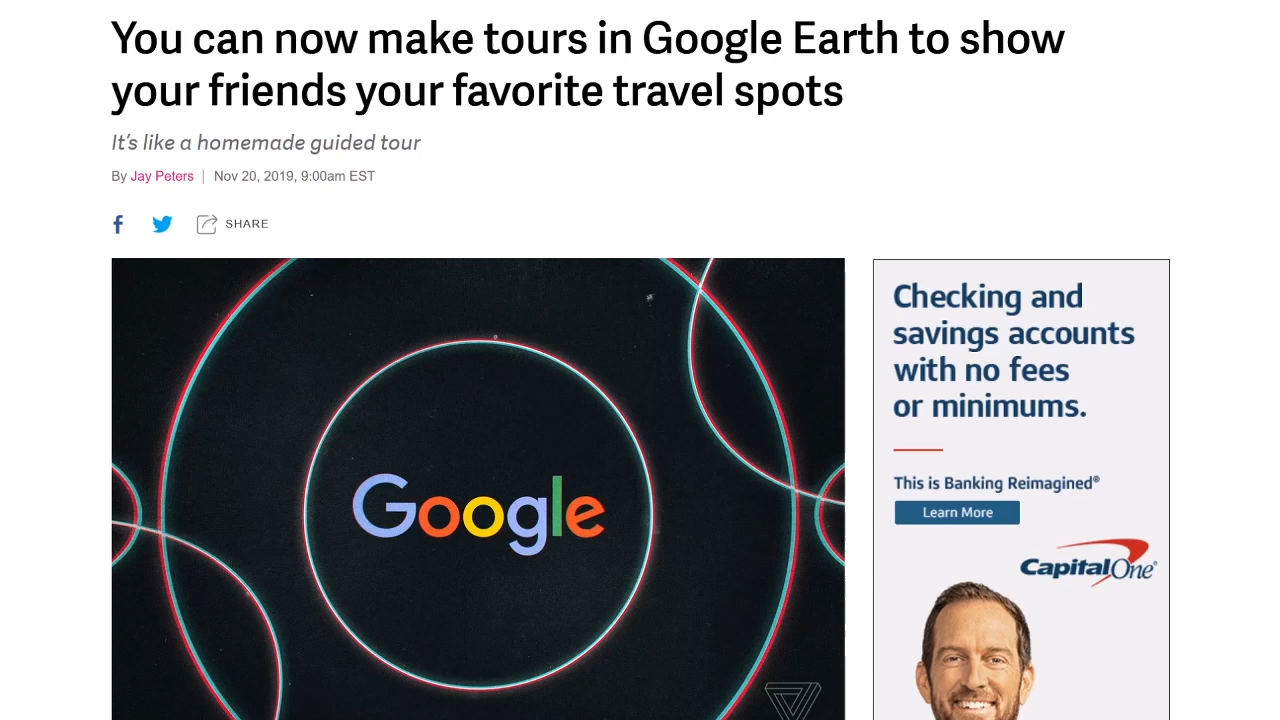 You can now make tours in Google Earth to show
your friends your favorite travel spots
It’s like a homemade guided tour
By Jay Peters | Nov 20, 2019, 9:00am EST
SHARE
Google
Checking and
savings accounts
with no fees
or minimums.
This is Banking Reimagined®
Learn More
CapitalOne®